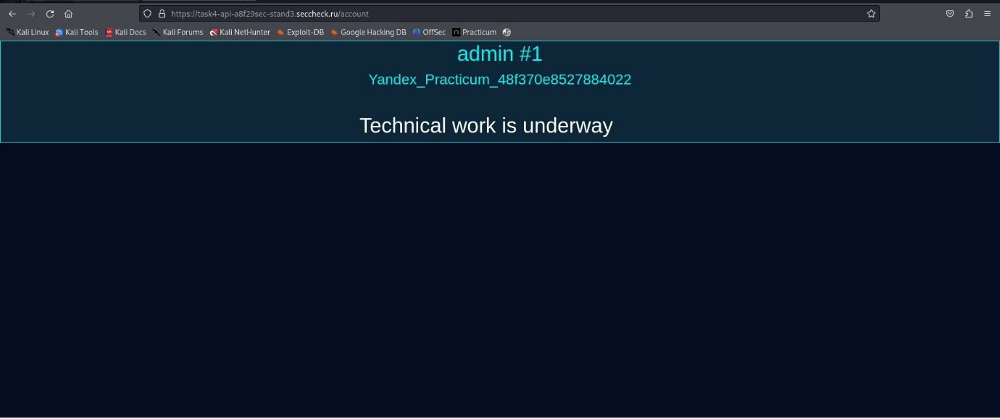 https://task4-api-a8f29sec-stand3.seccheck.ru/account
Kali Linux Kali Tools Kali Docs Kali Forums Kali NetHunter Exploit-DB Google Hacking DB OffSec Practicum
admin #1
Yandex_Practicum_48f370e8527884022
Technical work is underway